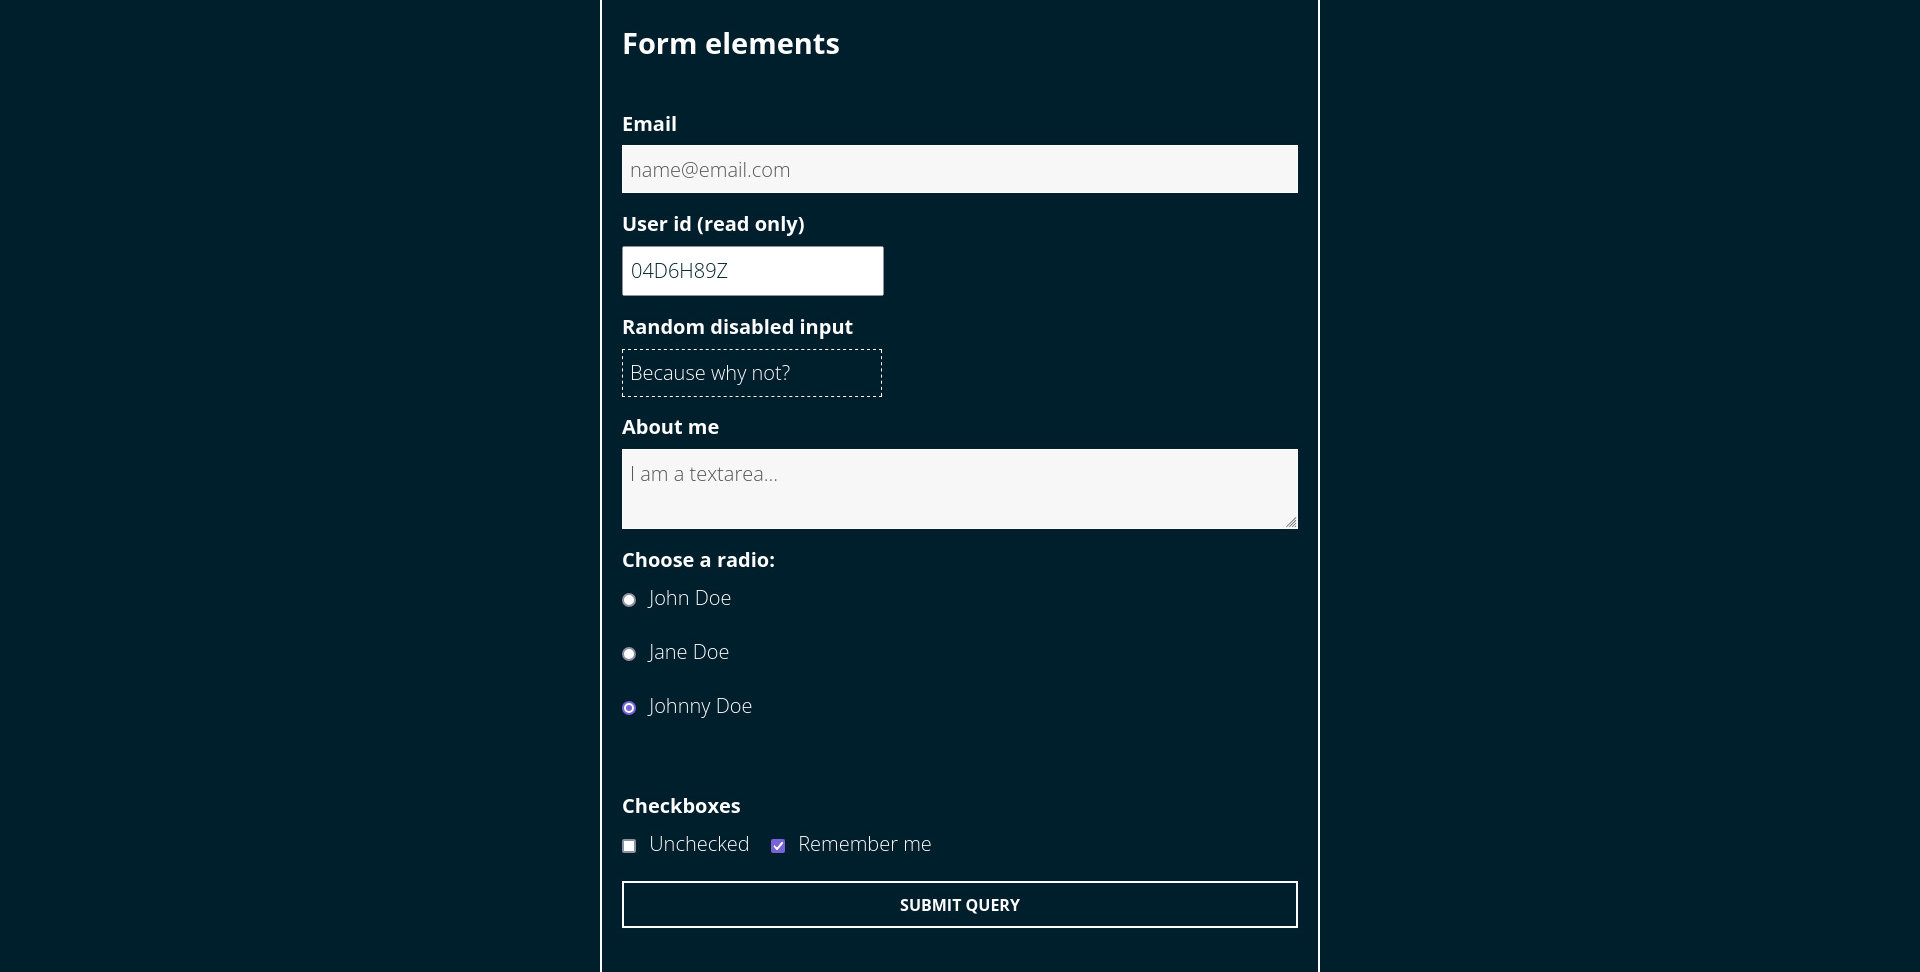 Form elements
Email
name@email.com
User id (read only)
04D6H89Z
Random disabled input
Because why not?
About me
I am a textarea...
Choose a radio:
John Doe
Jane Doe
Johnny Doe
Checkboxes
Unchecked Remember me
SUBMIT QUERY